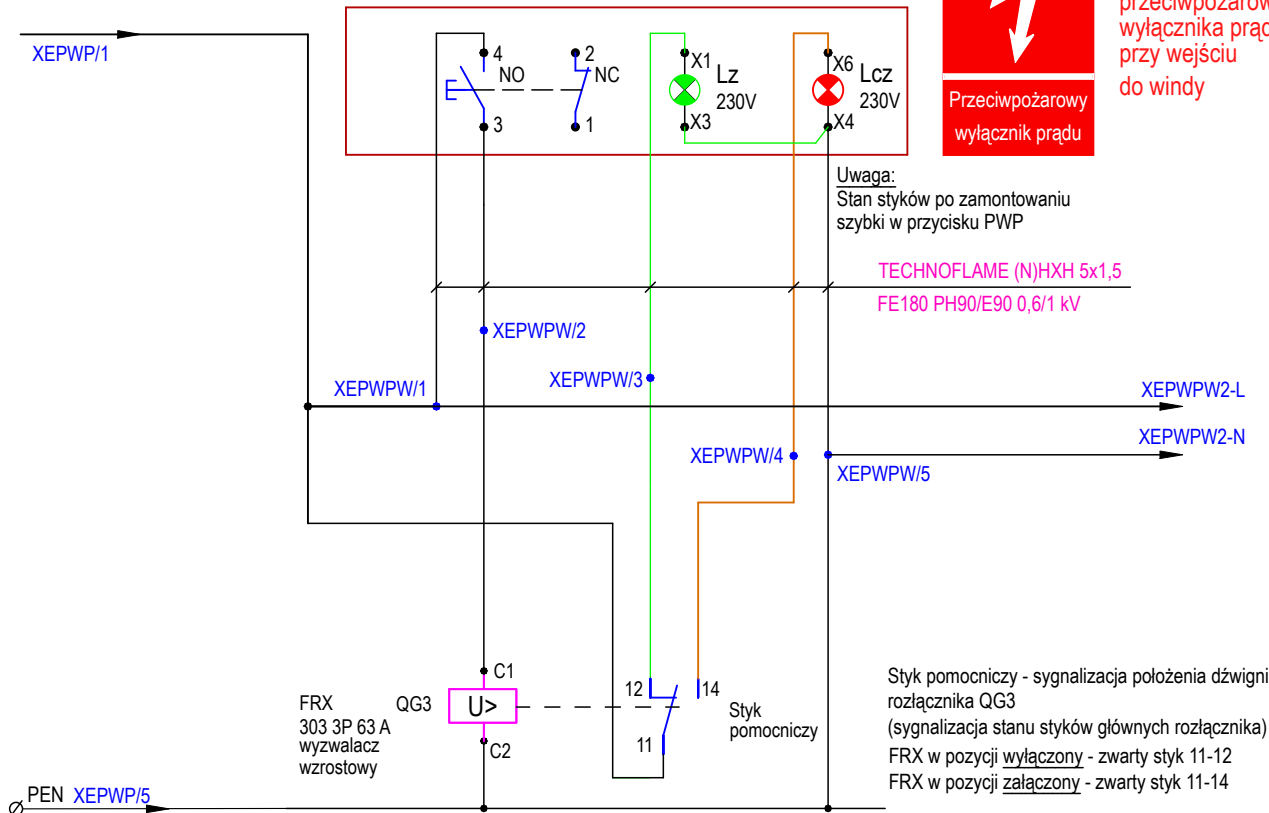 XEPWP/1
4
NO
3
2
NC
1
X1
Lz
230V
X3
X6
Lcz
230V
X4
Przeciwpożarowy
wyłącznik prądu
przy wejściu
do windy
Uwaga:
Stan styków po zamontowaniu
szybki w przycisku PWP
TECHNOFLAME (N)HXH 5x1,5
FE180 PH90/E90 0,6/1 kV
XEPWPW/2
XEPWPW/3
XEPWPW/1
XEPWPW2-L
XEPWPW2-N
XEPWPW/4
XEPWPW/5
FRX
303 3P 63 A
wyzwalacz
wzrostowy
QG3
U>
C1
C2
12
14
11
Styk
pomocniczy
Styk pomocniczy - sygnalizacja położenia dźwigni
rozłącznika QG3
(sygnalizacja stanu styków głównych rozłącznika)
FRX w pozycji wyłączony - zwarty styk 11-12
FRX w pozycji załączony - zwarty styk 11-14
PEN XEPWP/5